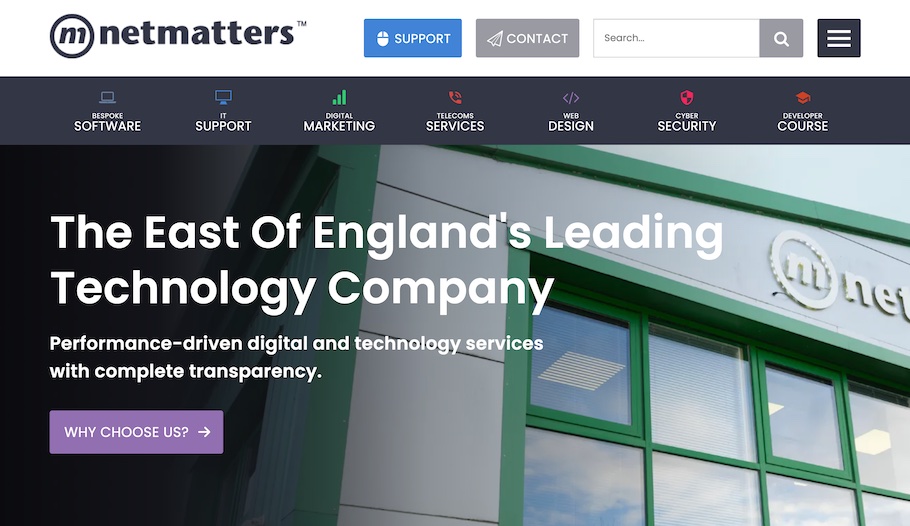 netmatters™
SUPPORT
CONTACT
Search...
BESPOKE
SOFTWARE
IT
SUPPORT
DIGITAL
MARKETING
TELECOMS
SERVICES
WEB
DESIGN
CYBER
SECURITY
DEVELOPER
COURSE
The East Of England's Leading
Technology Company
Performance-driven digital and technology services
with complete transparency.
WHY CHOOSE US?
m net